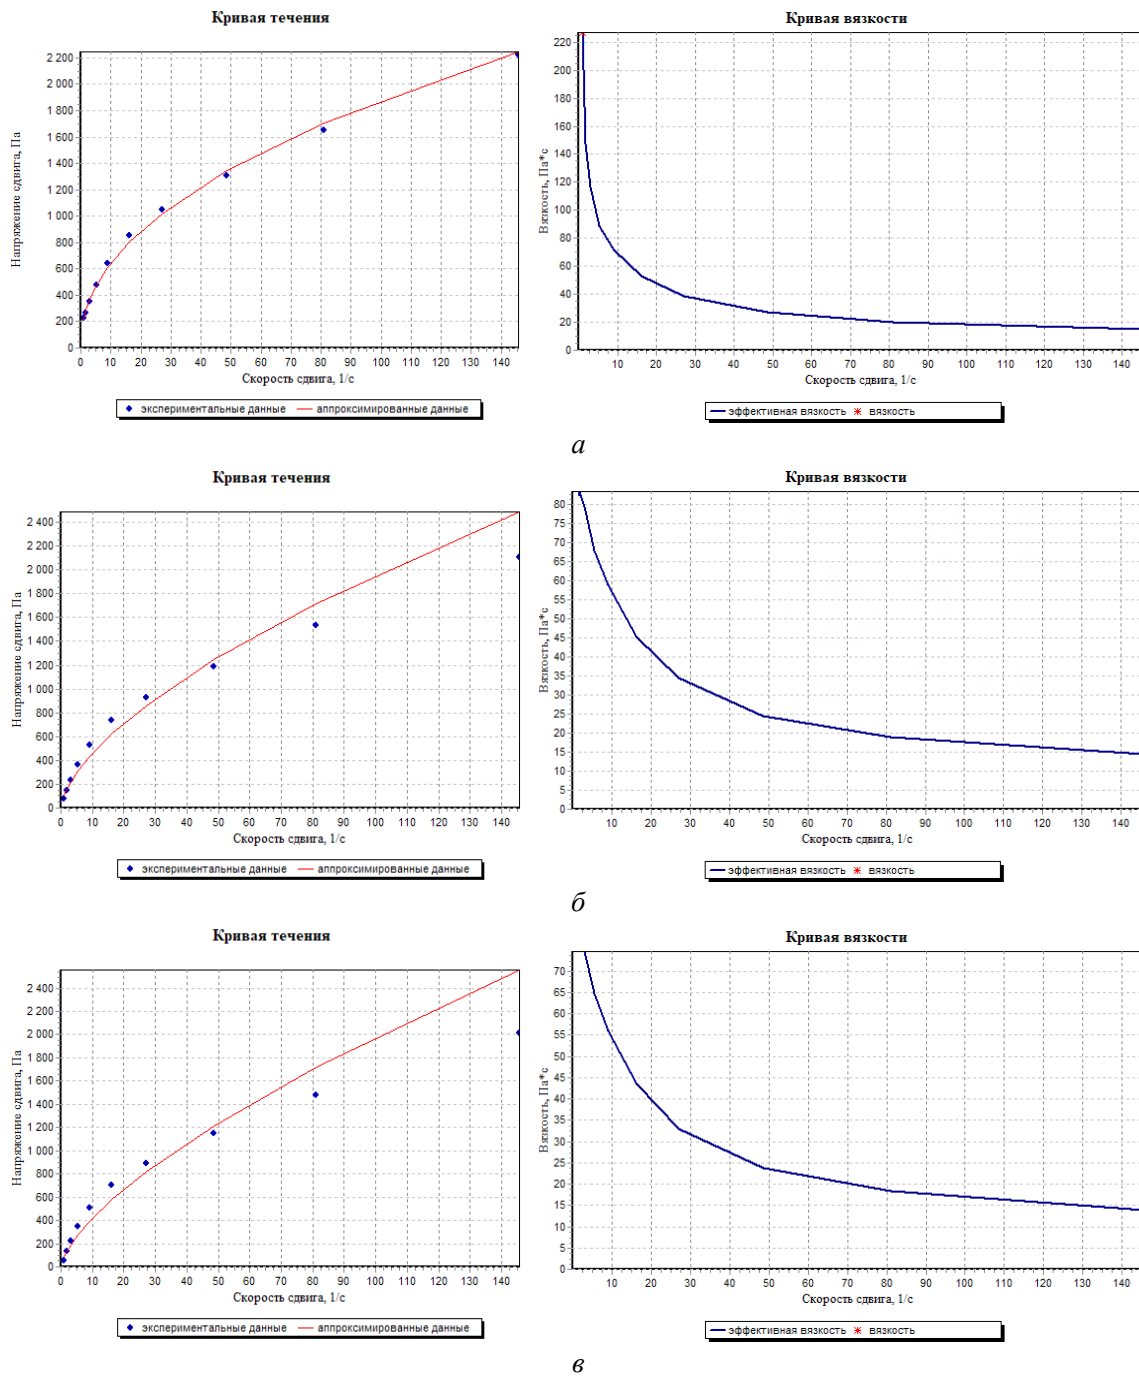 Кривая течения
Напряжение сдвига, Па
2 200
2 000
1 800
1 600
1 400
1 200
1 000
800
600
400
200
0
0 10 20 30 40 50 60 70 80 90 100 110 120 130 140
Скорость сдвига, 1/с
экспериментальные данные аппроксимированные данные
Кривая вязкости
Вязкость, Па*с
220
200
180
160
140
120
100
80
60
40
20
0
10 20 30 40 50 60 70 80 90 100 110 120 130 140
Скорость сдвига, 1/с
эффективная вязкость вязкость
а
Кривая течения
Напряжение сдвига, Па
2 400
2 200
2 000
1 800
1 600
1 400
1 200
1 000
800
600
400
200
0
0 10 20 30 40 50 60 70 80 90 100 110 120 130 140
Скорость сдвига, 1/с
экспериментальные данные аппроксимированные данные
Кривая вязкости
Вязкость, Па*с
80
75
70
65
60
55
50
45
40
35
30
25
20
15
10
5
0
10 20 30 40 50 60 70 80 90 100 110 120 130 140
Скорость сдвига, 1/с
эффективная вязкость вязкость
б
Кривая течения
Напряжение сдвига, Па
2 400
2 200
2 000
1 800
1 600
1 400
1 200
1 000
800
600
400
200
0
0 10 20 30 40 50 60 70 80 90 100 110 120 130 140
Скорость сдвига, 1/с
экспериментальные данные аппроксимированные данные
Кривая вязкости
Вязкость, Па*с
70
65
60
55
50
45
40
35
30
25
20
15
10
5
0
10 20 30 40 50 60 70 80 90 100 110 120 130 140
Скорость сдвига, 1/с
эффективная вязкость вязкость
в